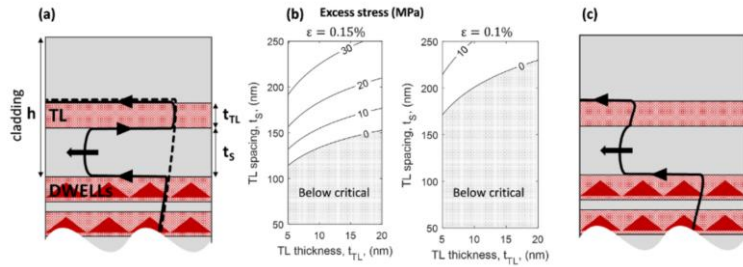 (a)
cladding
h
TL
t_TL
t_S
DWELLs
(b)
Excess stress (MPa)
ε = 0.15%
TL spacing, t_S, (nm)
250
200
150
100
50
30
20
10
0
Below critical
5 10 15 20
TL thickness, t_TL, (nm)
ε = 0.1%
TL spacing, t_S, (nm)
250
200
150
100
50
10
0
Below critical
5 10 15 20
TL thickness, t_TL, (nm)
(c)